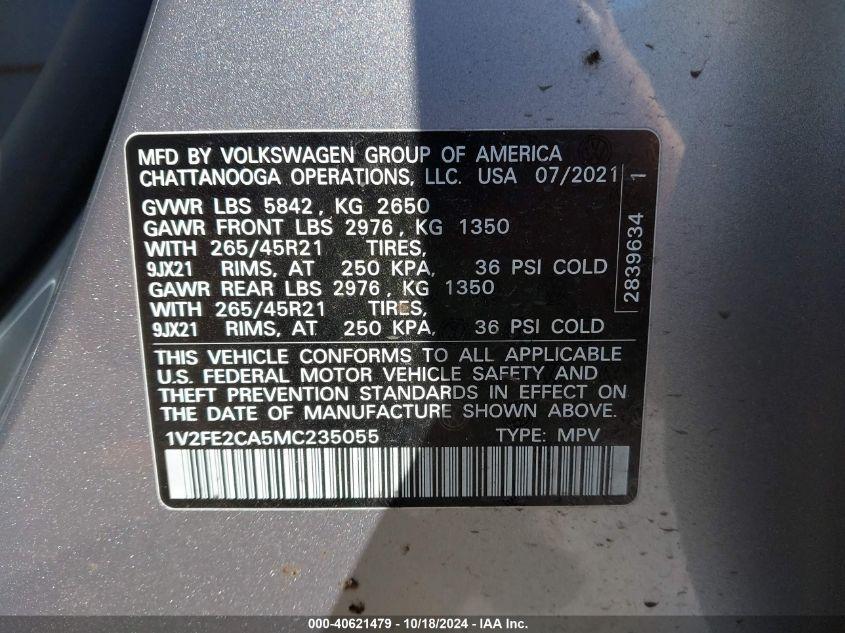 MFD BY VOLKSWAGEN GROUP OF AMERICA
CHATTANOOGA OPERATIONS, LLC. USA 07/2021
GVWR LBS 5842, KG 2650
GAWR FRONT LBS 2976, KG 1350
WITH 265/45R21 TIRES,
9JX21 RIMS, AT 250 KPA, 36 PSI COLD
GAWR REAR LBS 2976, KG 1350
WITH 265/45R21 TIRES,
9JX21 RIMS, AT 250 KPA, 36 PSI COLD
2839634 1
THIS VEHICLE CONFORMS TO ALL APPLICABLE
U.S. FEDERAL MOTOR VEHICLE SAFETY AND
THEFT PREVENTION STANDARDS IN EFFECT ON
THE DATE OF MANUFACTURE SHOWN ABOVE.
1V2FE2CA5MC235055 TYPE: MPV
000-40621479 - 10/18/2024 - IAA Inc.